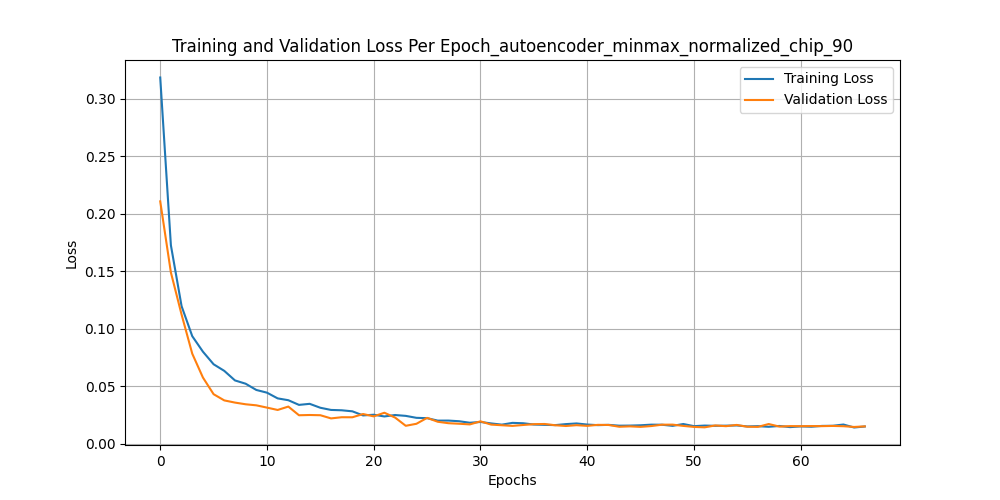 Training and Validation Loss Per Epoch_autoencoder_minmax_normalized_chip_90
Training Loss
Validation Loss
Loss
0.30
0.25
0.20
0.15
0.10
0.05
0.00
0 10 20 30 40 50 60
Epochs